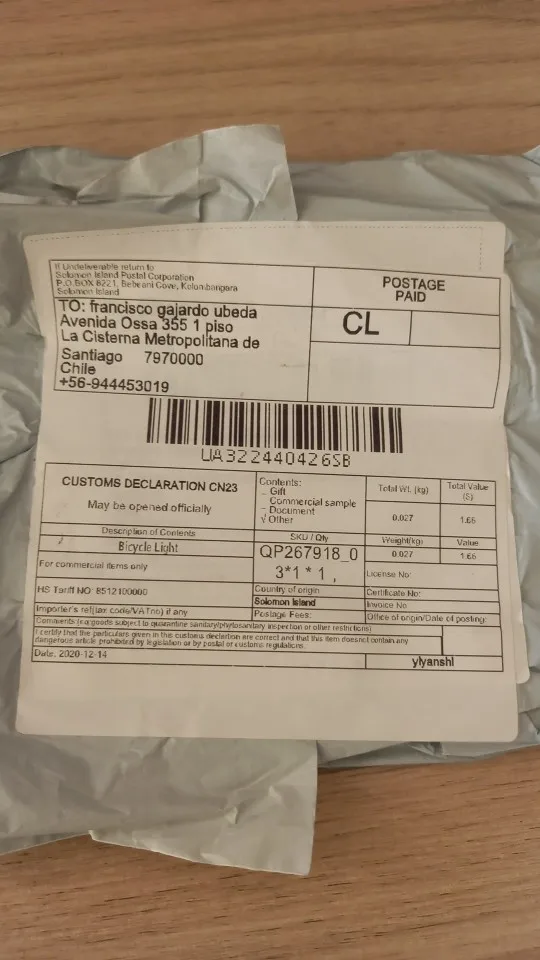 If Undeliverable return to
Solomon Island Postal Corporation
P.O.BOX 8221, Bebrani Cove, Kolombangara
Solomon Island
POSTAGE
PAID
CL
TO: francisco gajardo ubeda
Avenida Ossa 355 1 piso
La Cisterna Metropolitana de
Santiago 7970000
Chile
+56-944453019
UA322440426SB
CUSTOMS DECLARATION CN23
May be opened officially
Contents:
– Gift
Commercial sample
– Document
√ Other
Total Wt. (kg)
Total Value
($)
0.027
1.66
Description of Contents
SKU / Qty
Weight(kg)
Value
Bicycle Light
QP267918_0
3*1 * 1 ,
0.027
1.66
For commercial items only
License No:
HS Tariff NO: 8512100000
Country of origin
Solomon Island
Certificate No:
Invoice No
Importer's ref(tax code/VAT no) if any
Postage Fees:
Office of origin/Date of posting:
Comments (eg:goods subject to quarantine sanitary/phytosanitary inspection or other restrictions)
I certify that the particulars given in this customs declaration are correct and that this item doesnot contain any
dangerous article prohibited by legislation or by postal or customs regulations.
Date: 2020-12-14
ylyanshl